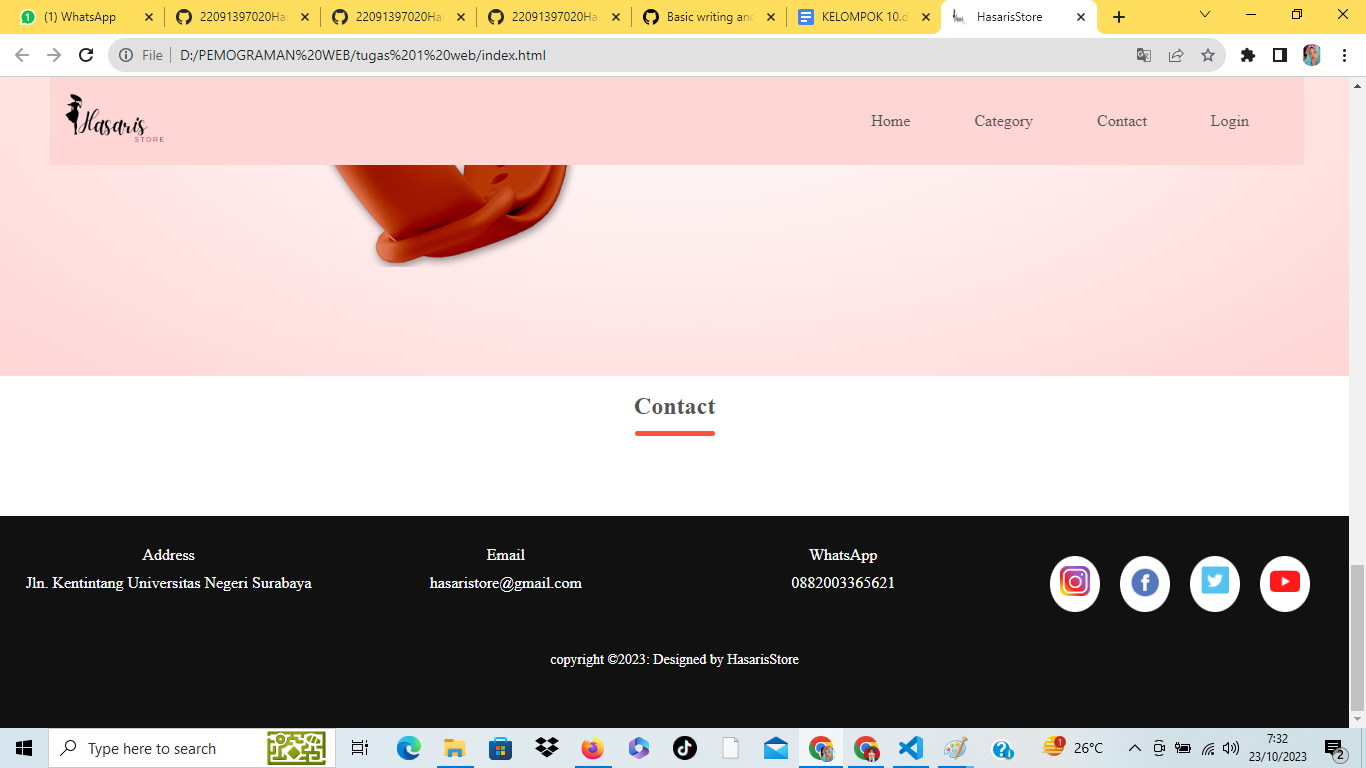 (1) WhatsApp
22091397020Ha
22091397020Ha
22091397020Ha
Basic writing and
KELOMPOK 10.d
HasarisStore
File
D:/PEMOGRAMAN%20WEB/tugas%201%20web/index.html
Hasaris
STORE
Home
Category
Contact
Login
Contact
Address
Email
WhatsApp
Jln. Kentintang Universitas Negeri Surabaya
hasaristore@gmail.com
0882003365621
copyright ©2023: Designed by HasarisStore
Type here to search
1
26°C
7:32
23/10/2023
2